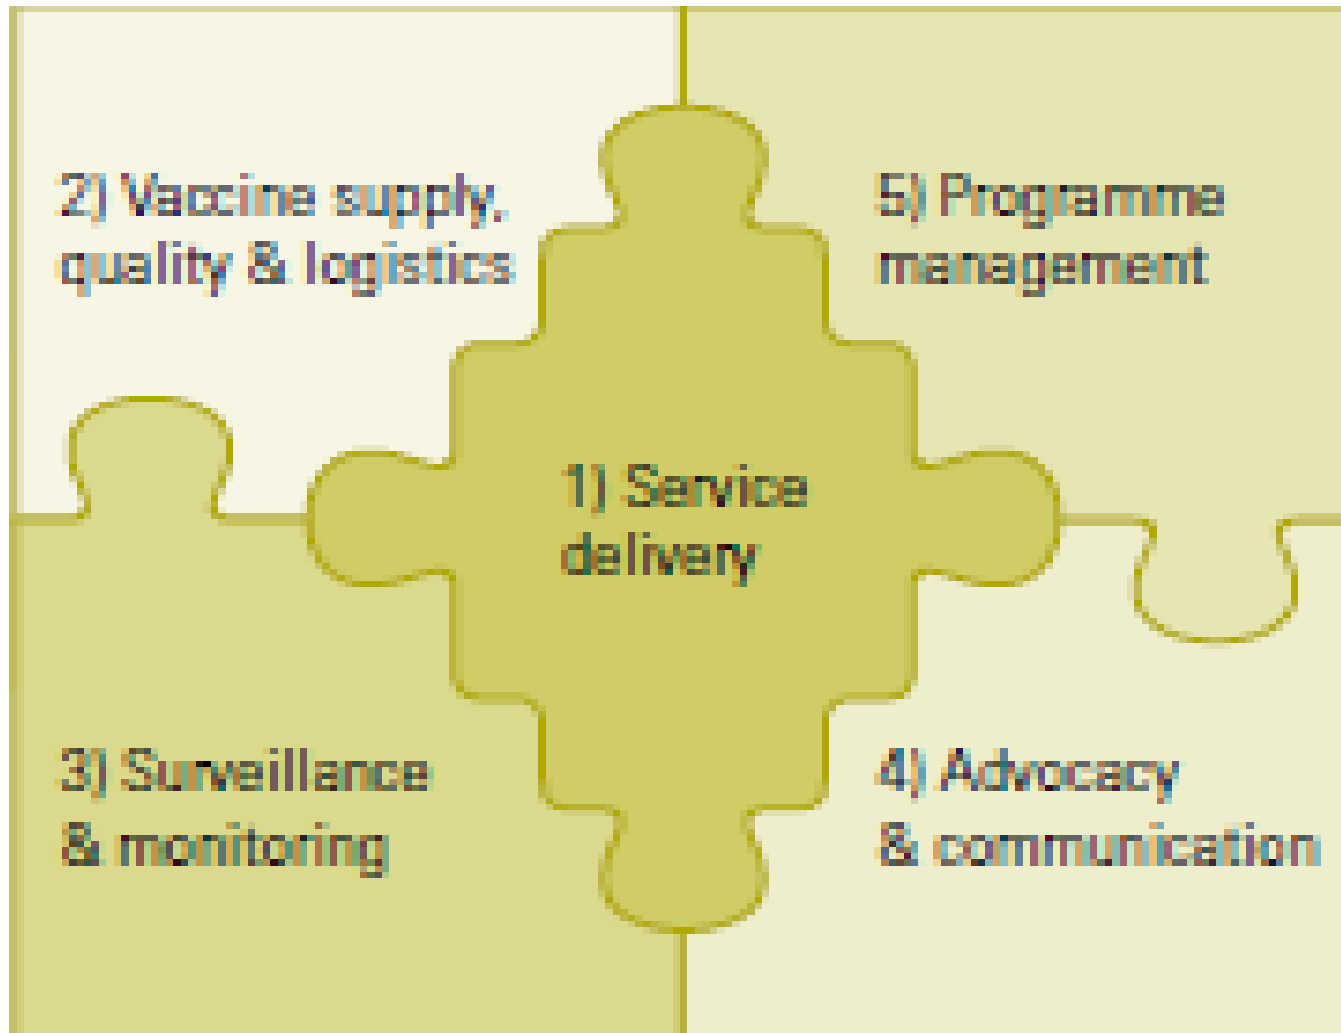 2) Vaccine supply,
quality & logistics
5) Programme
management
1) Service
delivery
3) Surveillance
& monitoring
4) Advocacy
& communication